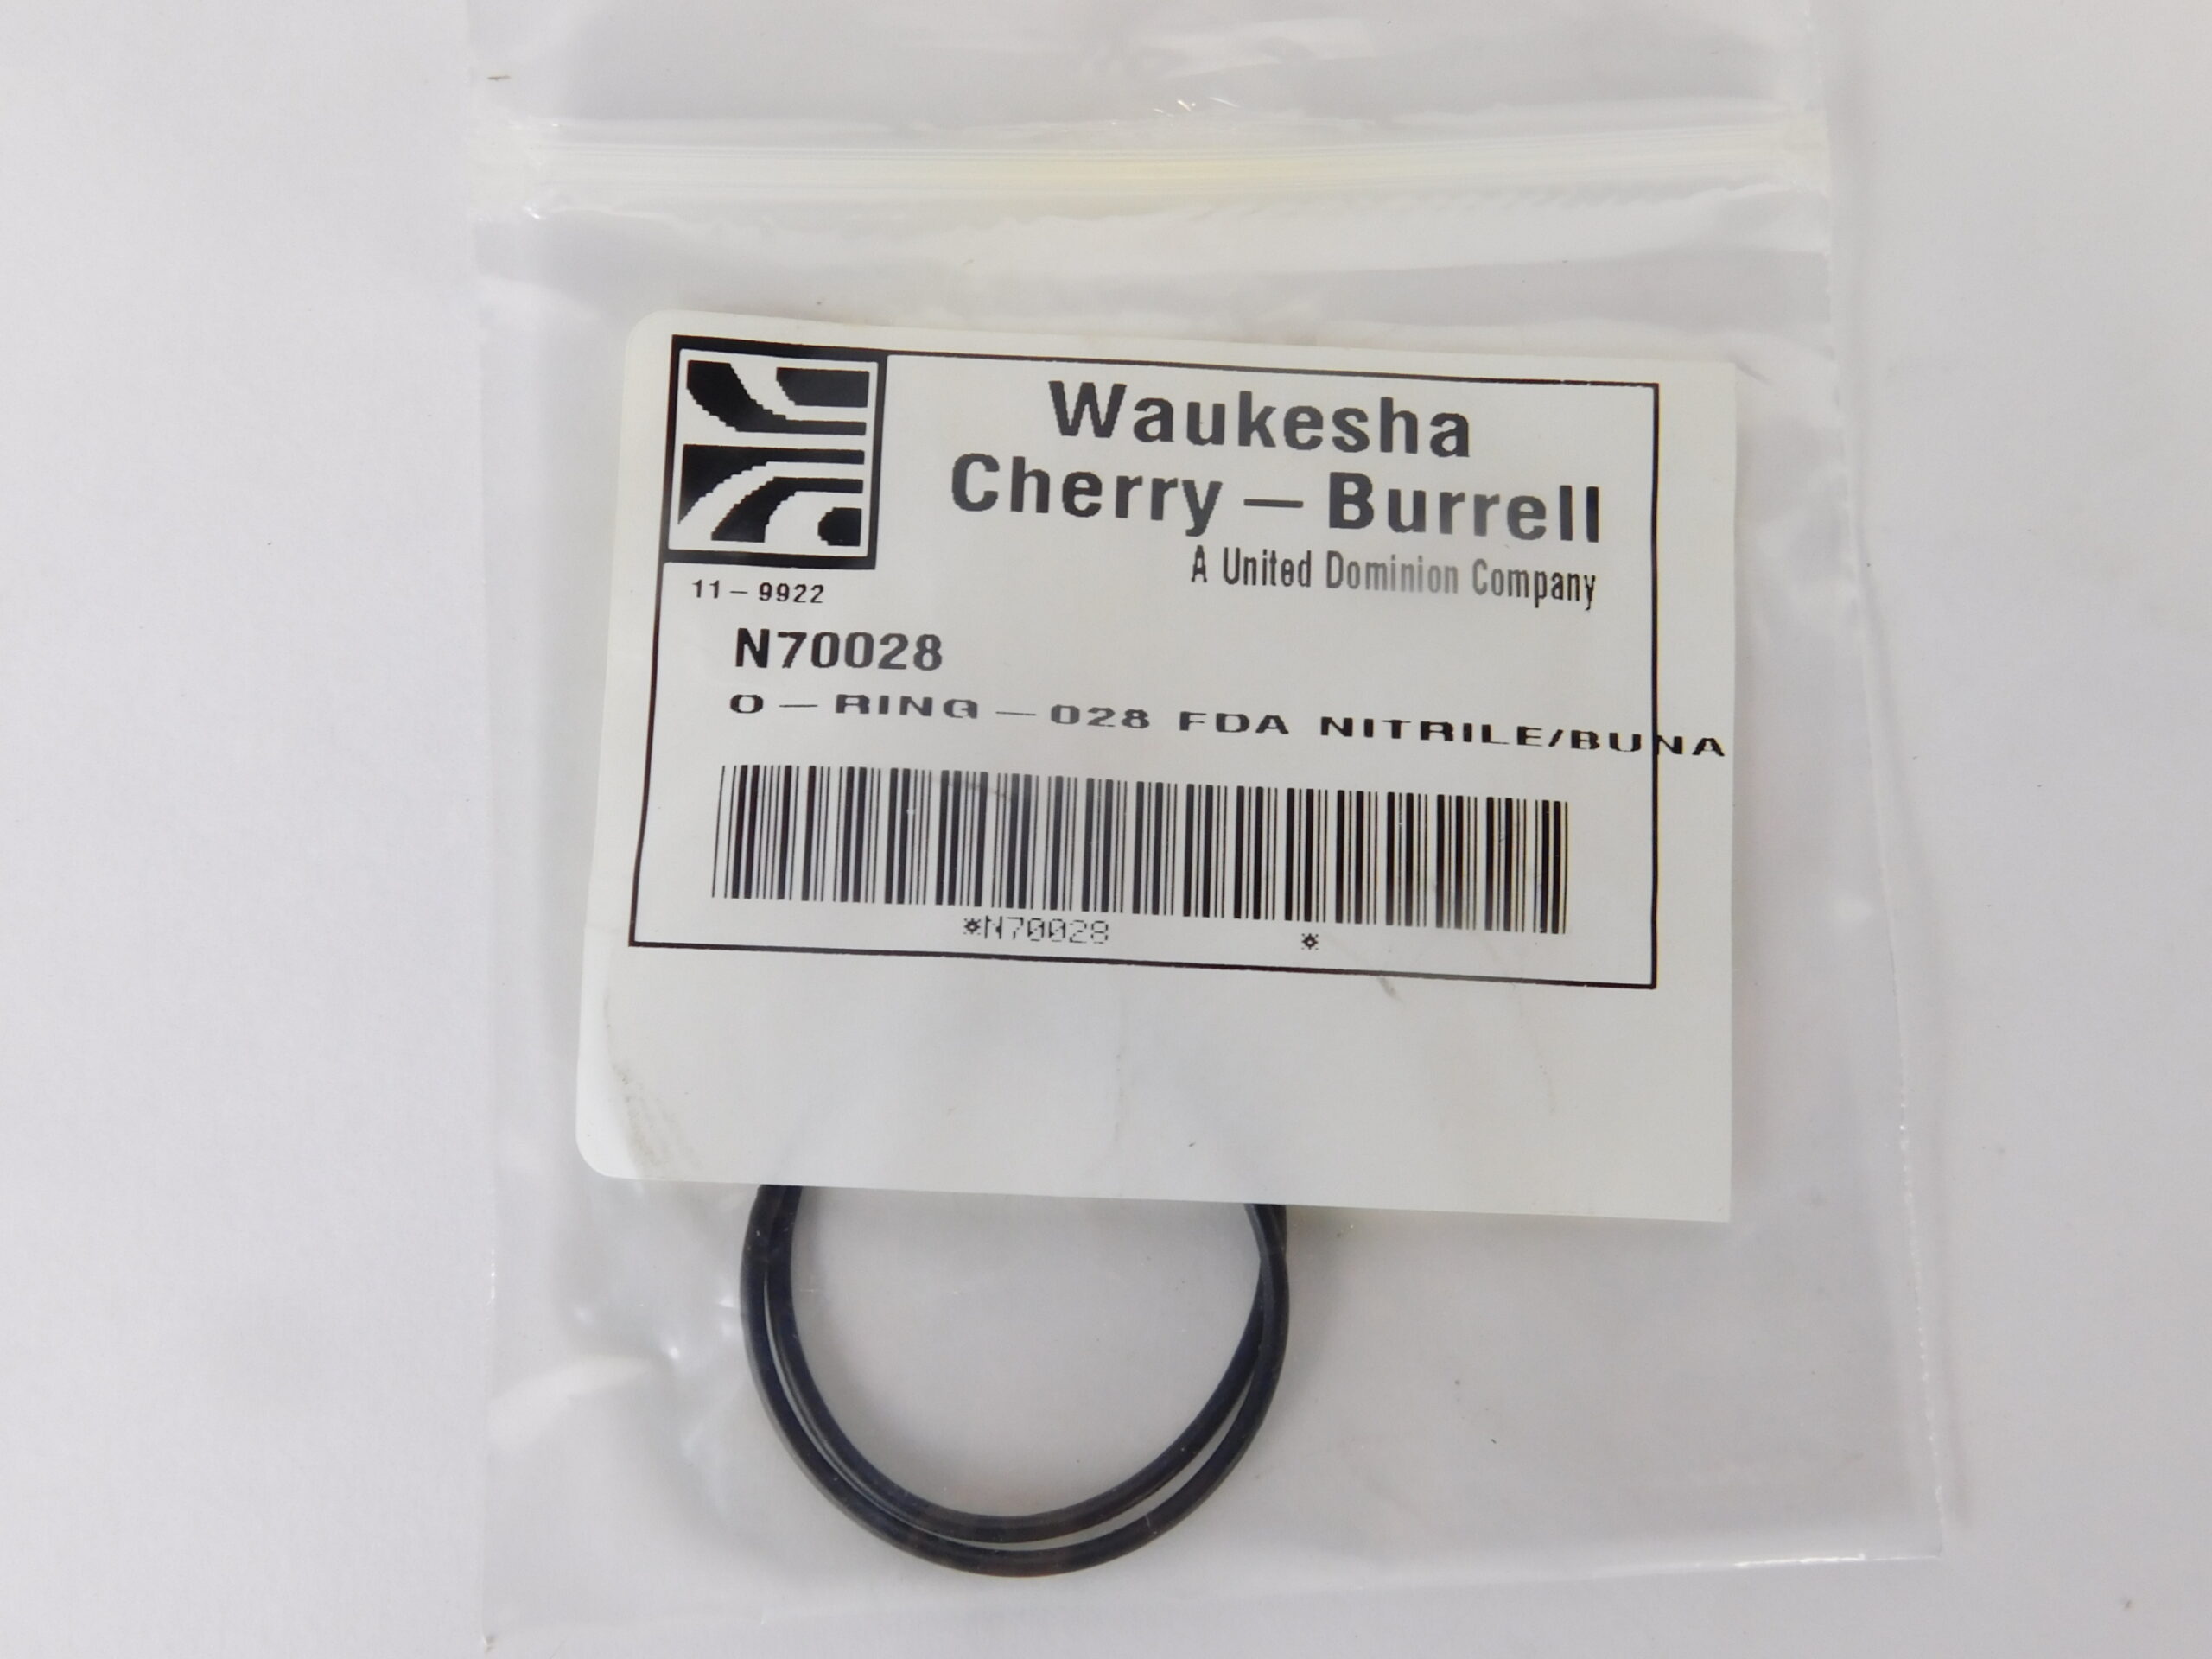 Waukesha
Cherry-Burrell
A United Dominion Company
11-9922
N70028
O-RING-028 FDA NITRILE/BUNA
*N70028 *